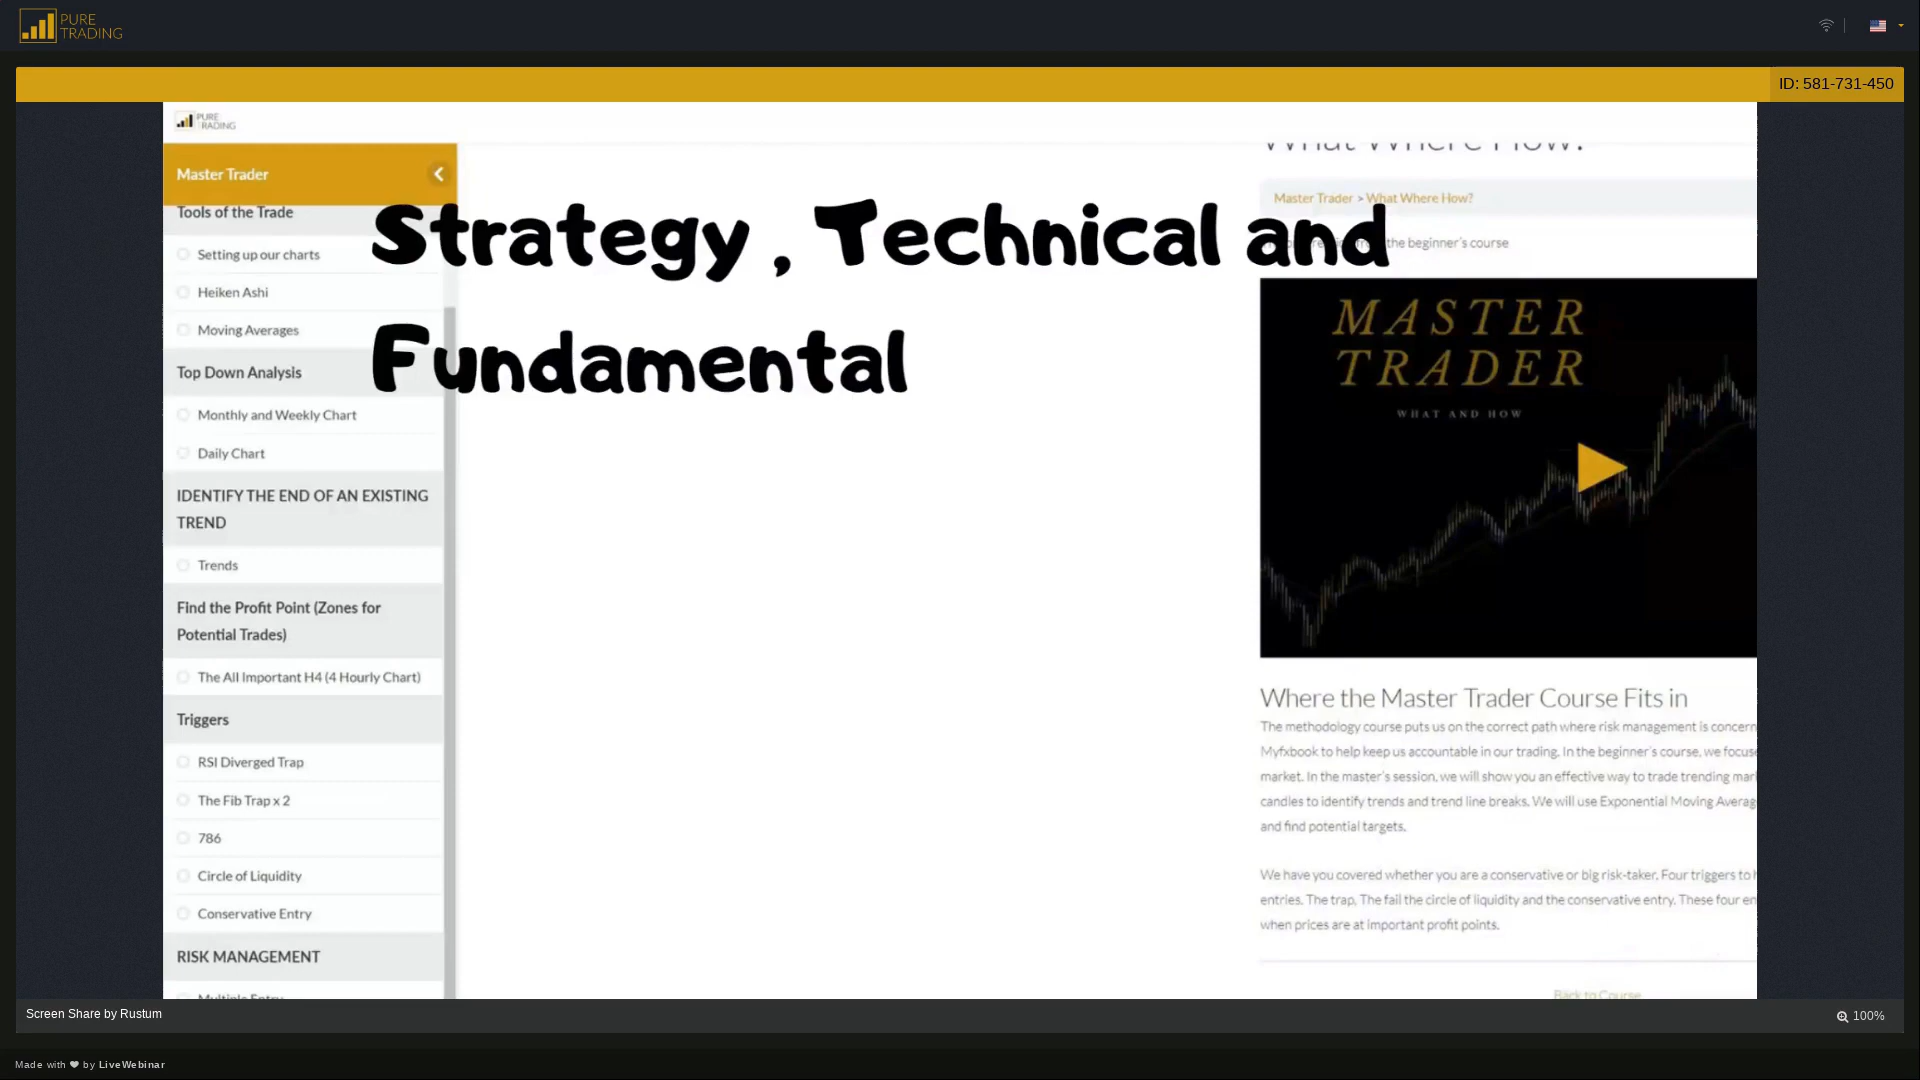 PURE
TRADING
ID: 581-731-450
PURE
TRADING
Master Trader
Tools of the Trade
Setting up our charts
Heiken Ashi
Moving Averages
Top Down Analysis
Monthly and Weekly Chart
Daily Chart
IDENTIFY THE END OF AN EXISTING
TREND
Trends
Find the Profit Point (Zones for
Potential Trades)
The All Important H4 (4 Hourly Chart)
Triggers
RSI Diverged Trap
The Fib Trap x 2
786
Circle of Liquidity
Conservative Entry
RISK MANAGEMENT
Multiple Entry
Strategy , Technical and
Fundamental
What Where How?
Master Trader > What Where How?
the beginner's course
MASTER
TRADER
WHAT AND HOW
Where the Master Trader Course Fits in
The methodology course puts us on the correct path where risk management is concern
Myfxbook to help keep us accountable in our trading. In the beginner's course, we focuse
market. In the master's session, we will show you an effective way to trade trending mar
candles to identify trends and trend line breaks. We will use Exponential Moving Averag
and find potential targets.
We have you covered whether you are a conservative or big risk-taker. Four triggers to
entries. The trap, The fail the circle of liquidity and the conservative entry. These four en
when prices are at important profit points.
Back to Course
Screen Share by Rustum
100%
Made with by LiveWebinar